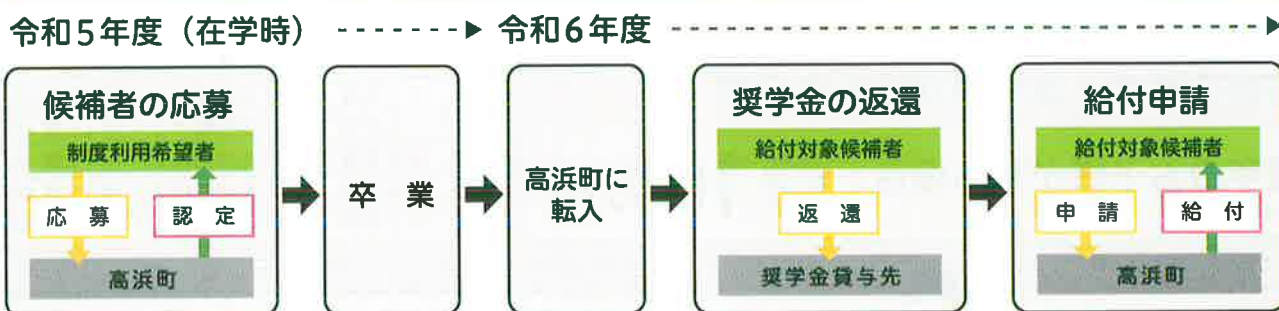 令和5年度（在学時）
令和6年度
候補者の応募
制度利用希望者
応 募
認 定
高浜町
卒 業
高浜町に
転入
奨学金の返還
給付対象候補者
返 還
奨学金貸与先
給付申請
給付対象候補者
申 請
給 付
高浜町